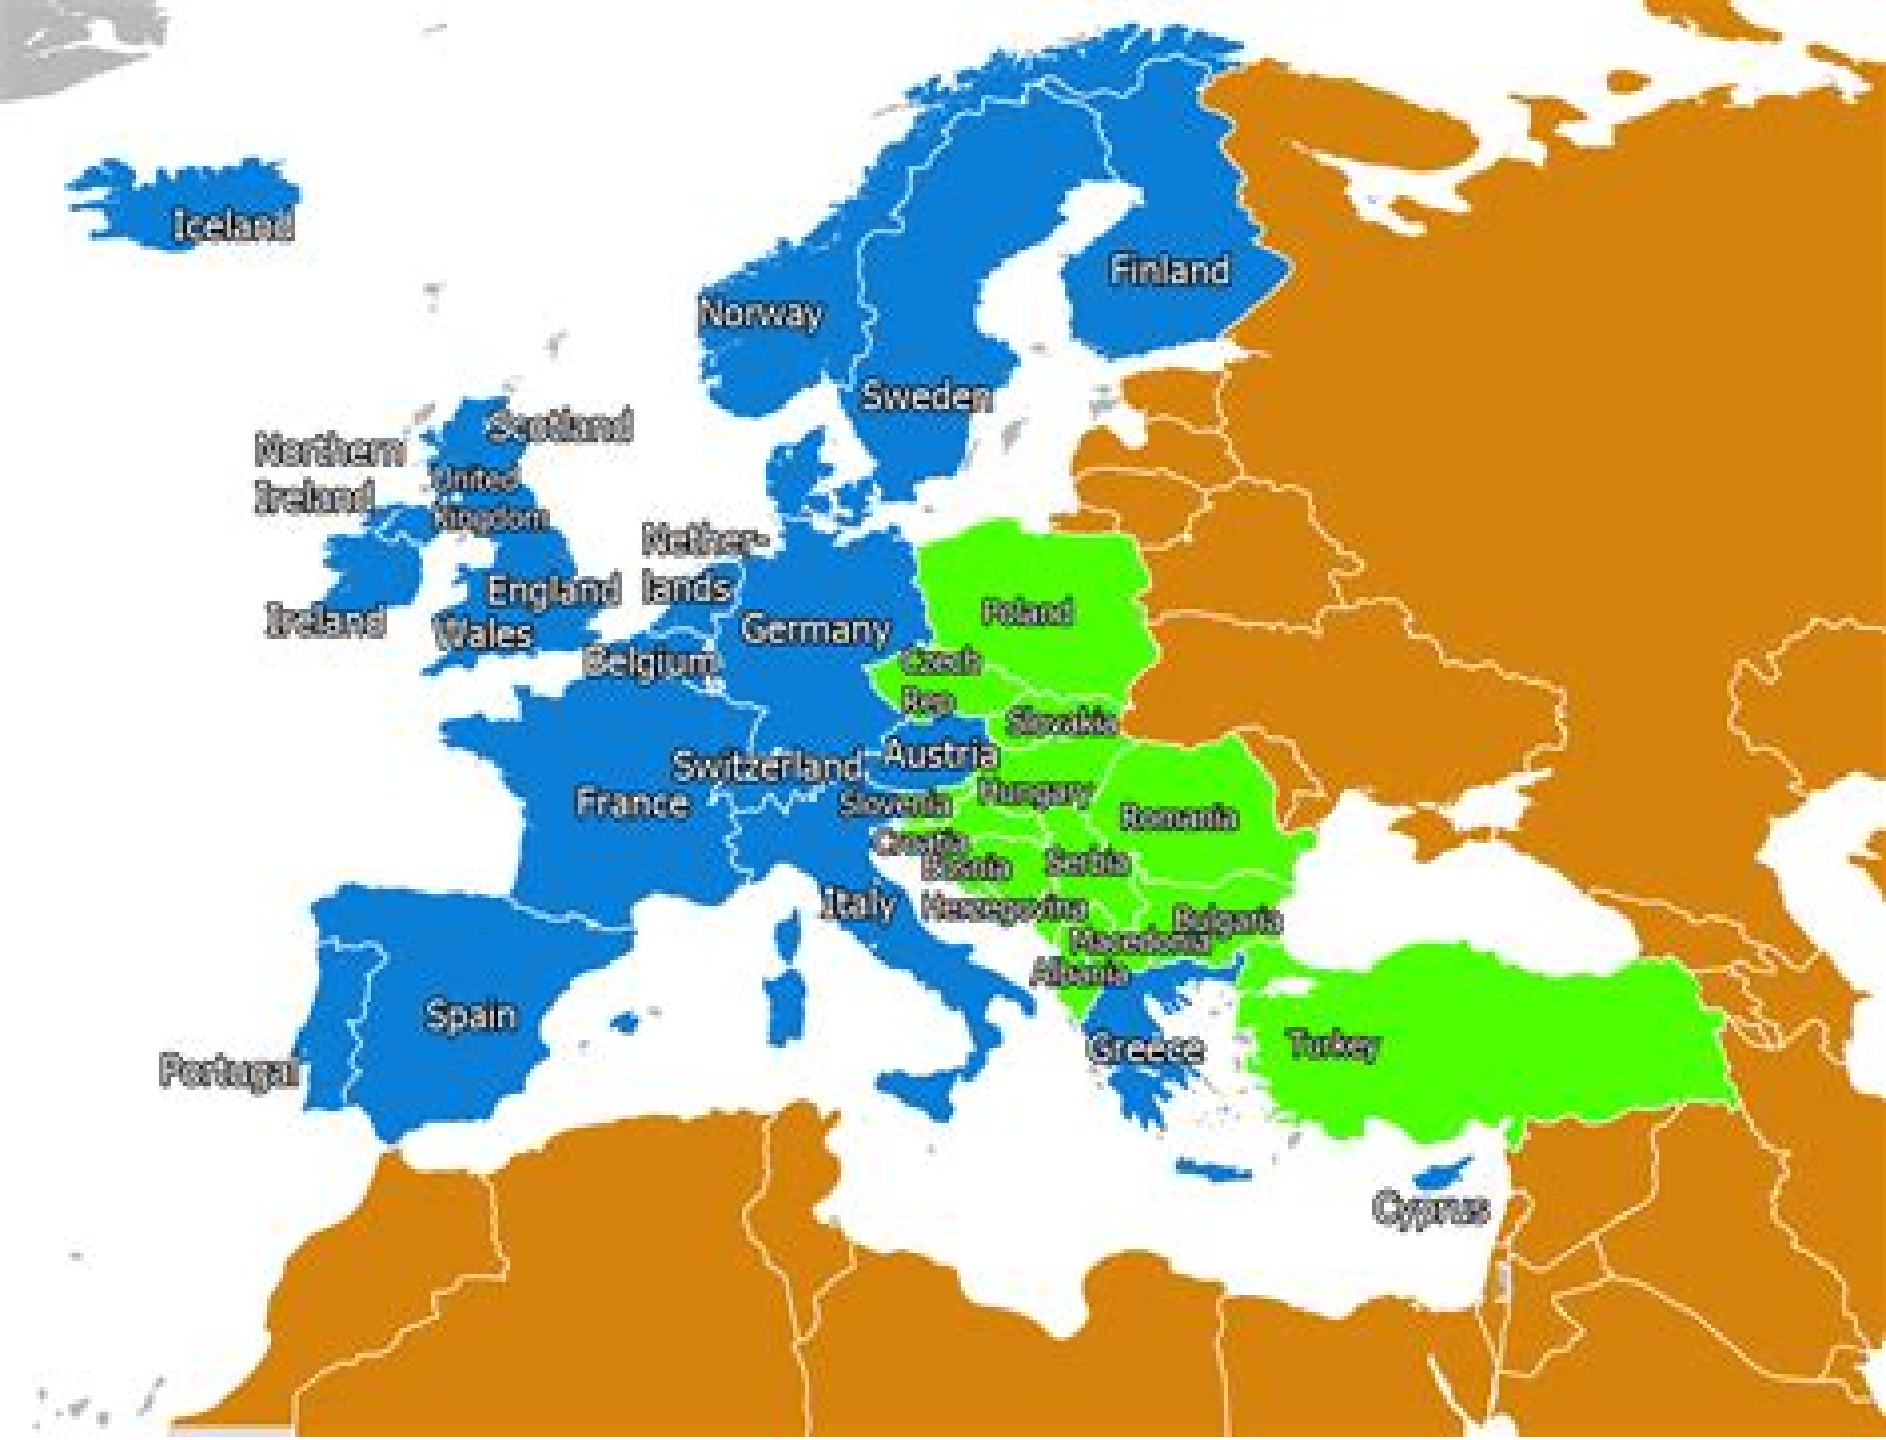 Iceland
Finland
Norway
Sweden
Scotland
Northern
Ireland
United
Kingdom
Nether-
lands
England
Ireland
Wales
Germany
Belgium
Poland
Czech
Rep
Slovakia
Austria
Switzerland
France
Slovenia
Hungary
Romania
Croatia
Bosnia
Serbia
Italy
Herzegovina
Bulgaria
Macedonia
Albania
Spain
Greece
Turkey
Portugal
Cyprus